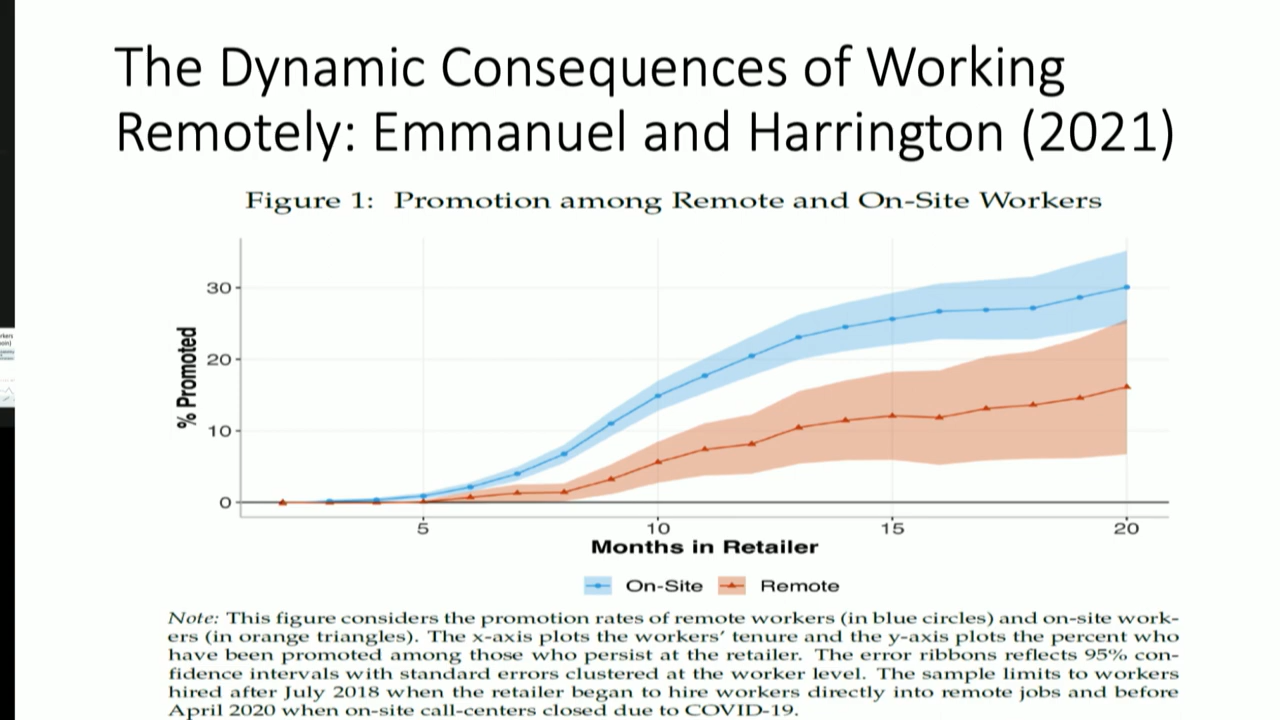 The Dynamic Consequences of Working
Remotely: Emmanuel and Harrington (2021)
Figure 1: Promotion among Remote and On-Site Workers
% Promoted
30
20
10
0
5 10 15 20
Months in Retailer
On-Site Remote
Note: This figure considers the promotion rates of remote workers (in blue circles) and on-site work-
ers (in orange triangles). The x-axis plots the workers' tenure and the y-axis plots the percent who
have been promoted among those who persist at the retailer. The error ribbons reflects 95% con-
fidence intervals with standard errors clustered at the worker level. The sample limits to workers
hired after July 2018 when the retailer began to hire workers directly into remote jobs and before
April 2020 when on-site call-centers closed due to COVID-19.